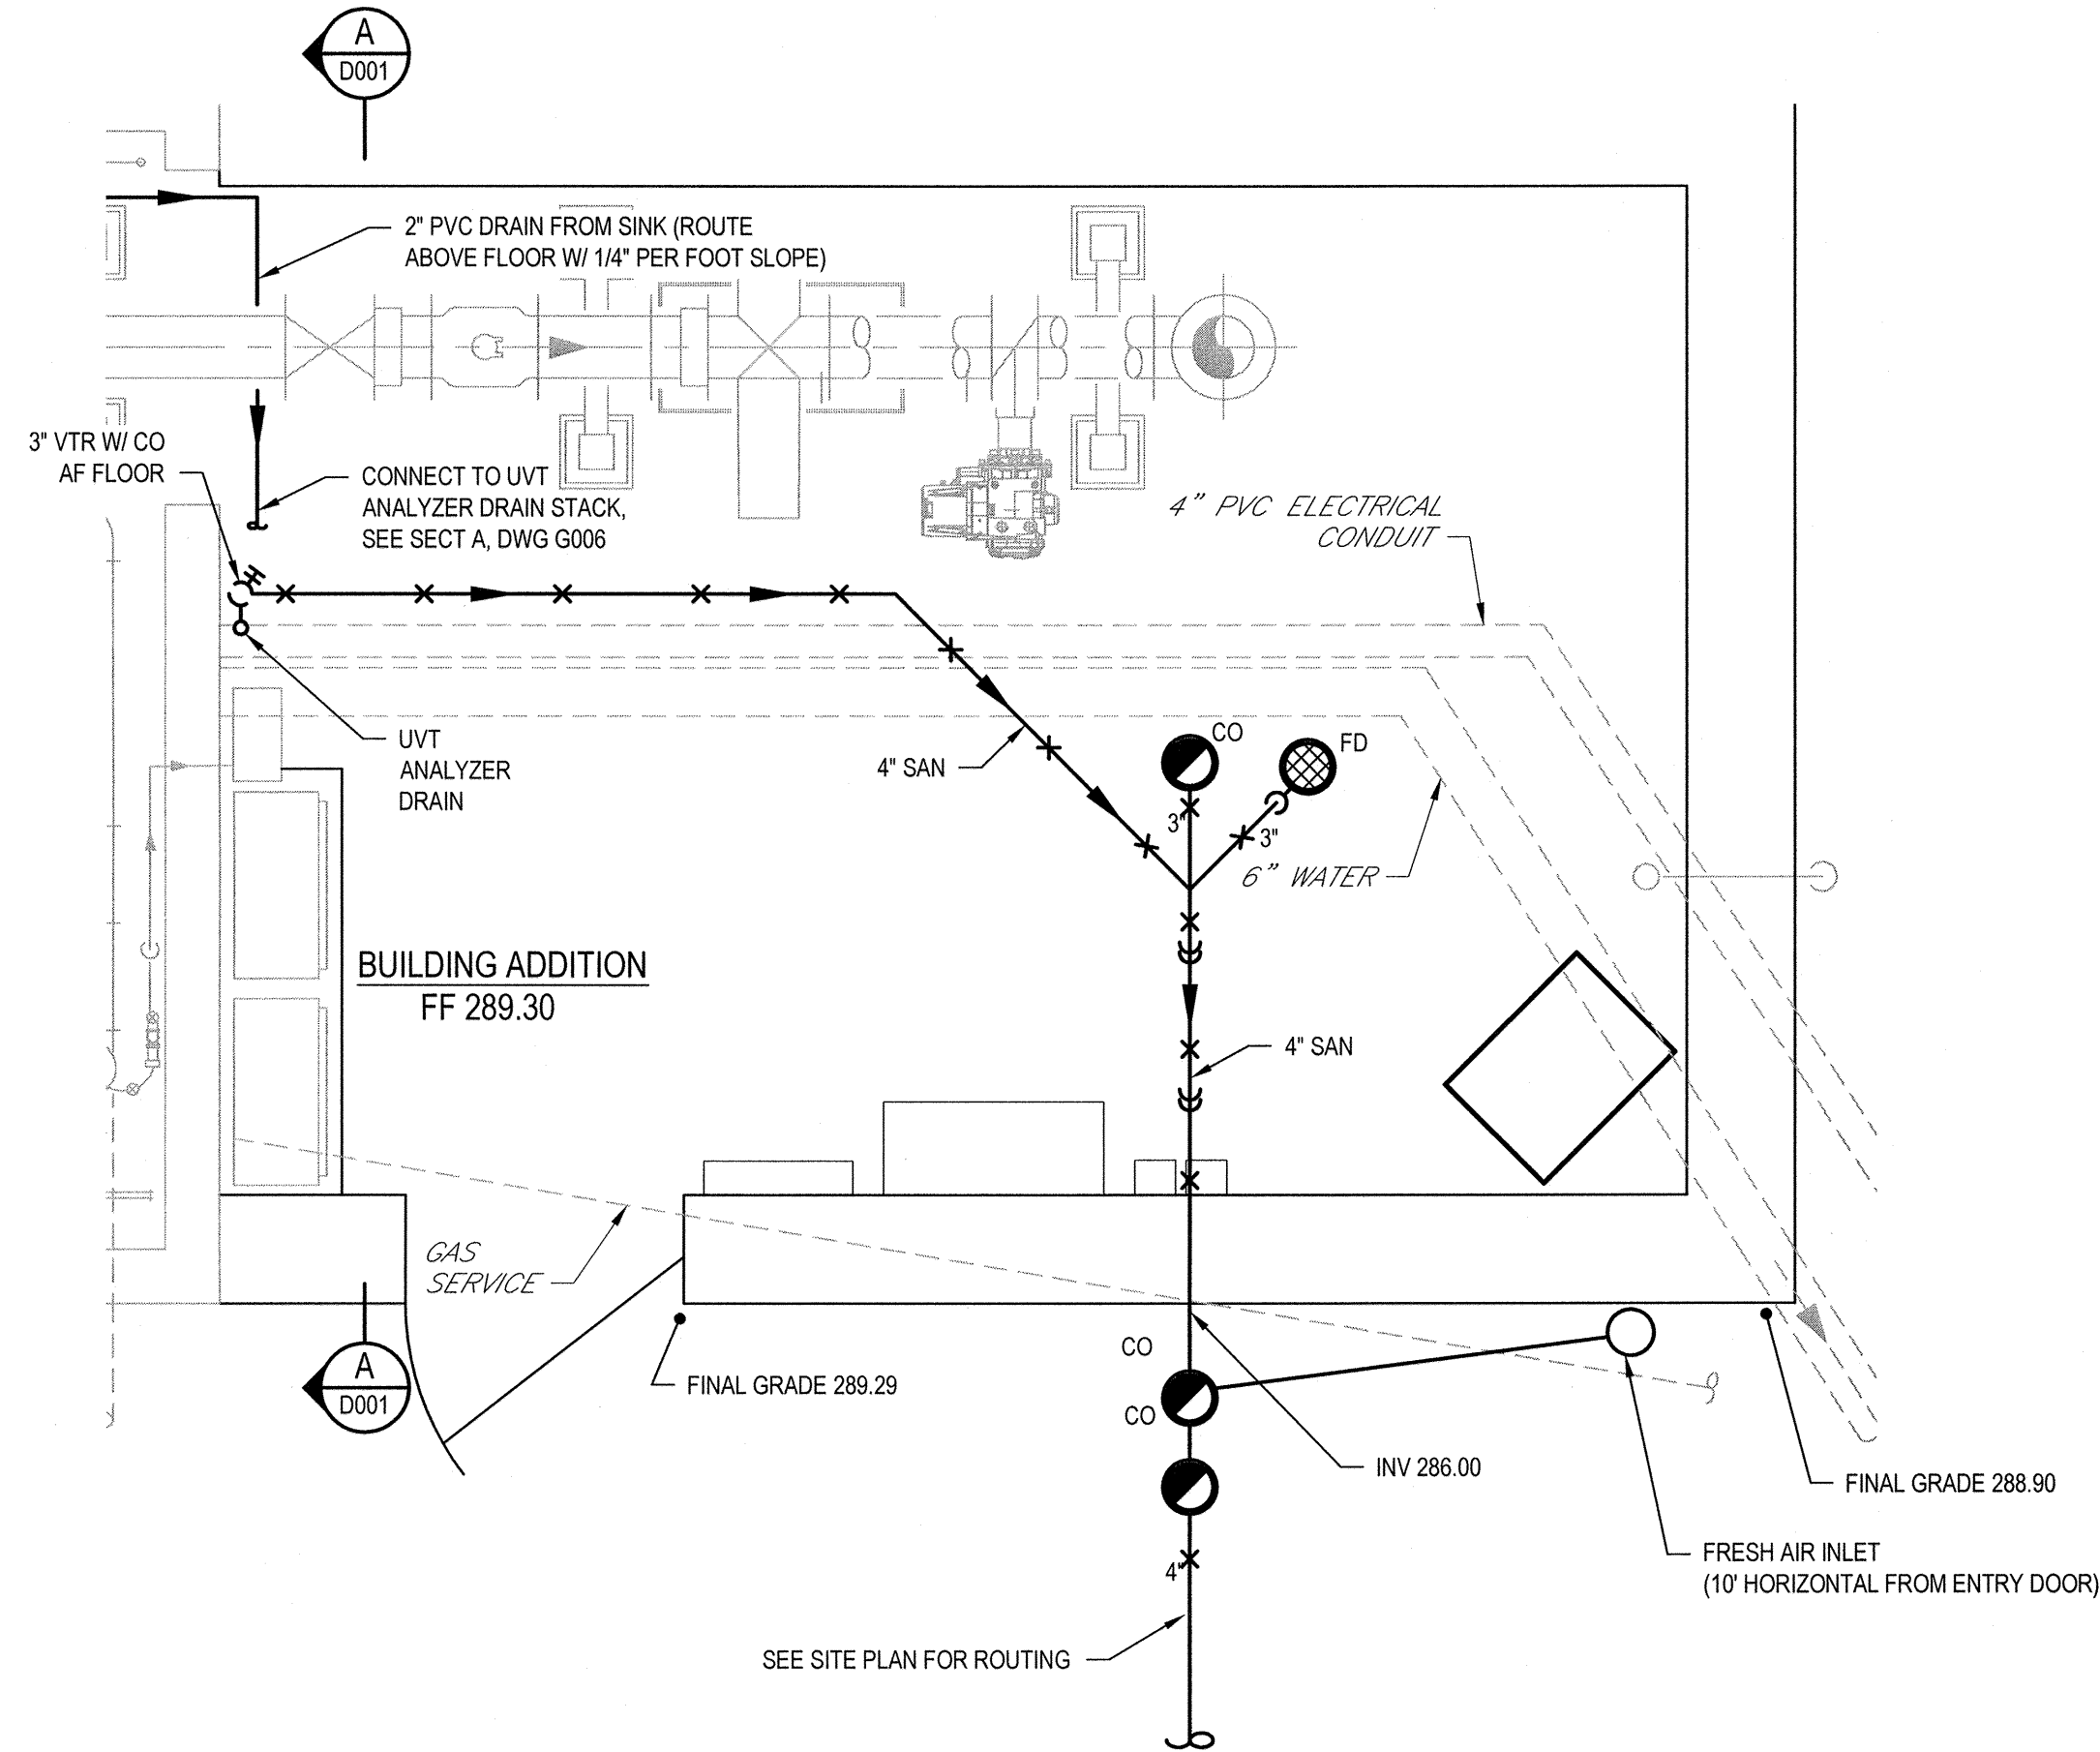 A
D001
2" PVC DRAIN FROM SINK (ROUTE
ABOVE FLOOR W/ 1/4" PER FOOT SLOPE)
3" VTR W/ CO
AF FLOOR
CONNECT TO UVT
ANALYZER DRAIN STACK,
SEE SECT A, DWG G006
4" PVC ELECTRICAL
CONDUIT
UVT
ANALYZER
DRAIN
4" SAN
CO
FD
3"
3"
6" WATER
BUILDING ADDITION
FF 289.30
4" SAN
GAS
SERVICE
A
D001
FINAL GRADE 289.29
CO
CO
INV 286.00
FINAL GRADE 288.90
FRESH AIR INLET
(10' HORIZONTAL FROM ENTRY DOOR)
4"
SEE SITE PLAN FOR ROUTING